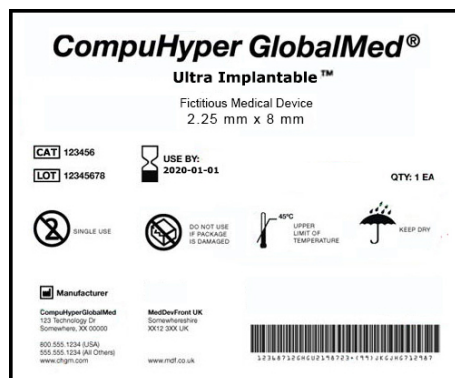 CompuHyper GlobalMed®
Ultra Implantable™
Fictitious Medical Device
2.25 mm x 8 mm
CAT 123456
LOT 12345678
USE BY:
2020-01-01
QTY: 1 EA
2
SINGLE USE
DO NOT USE
IF PACKAGE
IS DAMAGED
45°C
UPPER
LIMIT OF
TEMPERATURE
KEEP DRY
Manufacturer
CompuHyperGlobalMed
123 Technology Dr
Somewhere, XX 00000
800.555.1234 (USA)
555.555.1234 (All Others)
www.chgm.com
MedDevFront UK
Somewhereshire
XX12 3XX UK
www.mdf.co.uk